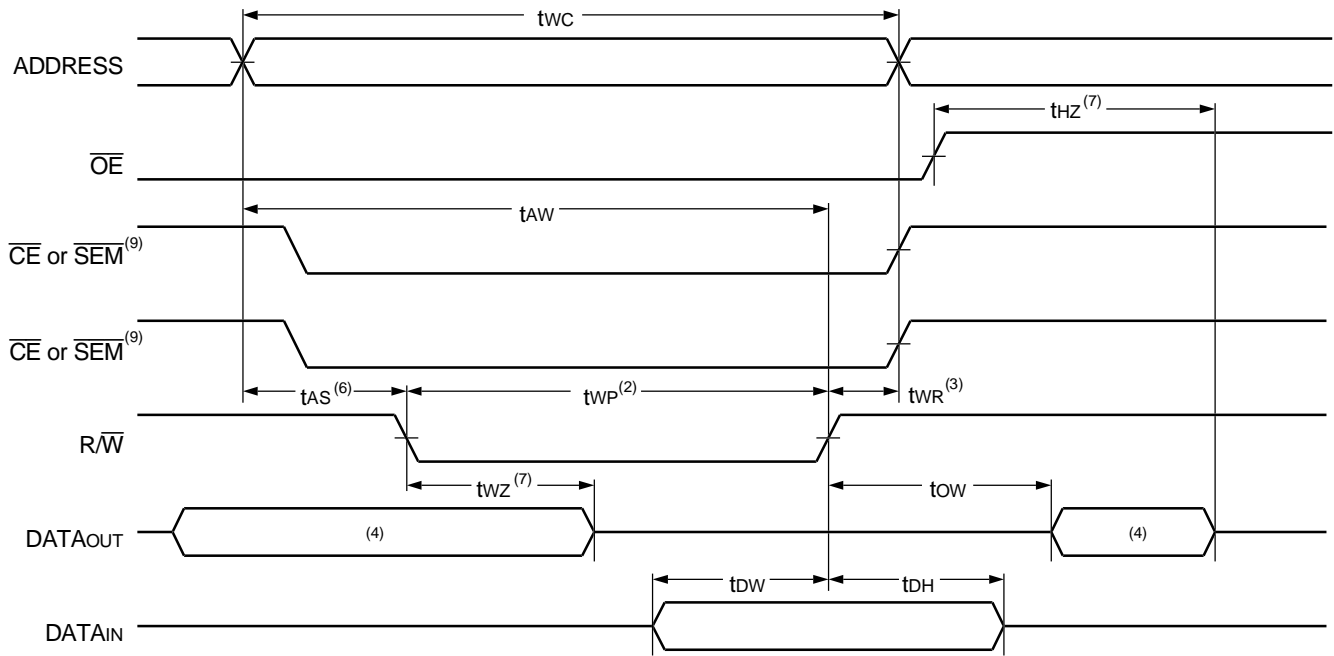 tWC
ADDRESS
tHZ(7)
OE
tAW
CE or SEM(9)
CE or SEM(9)
tAS(6)
tWP(2)
tWR(3)
R/W
tWZ(7)
tOW
DATAOUT
(4)
(4)
tDW
tDH
DATAIN